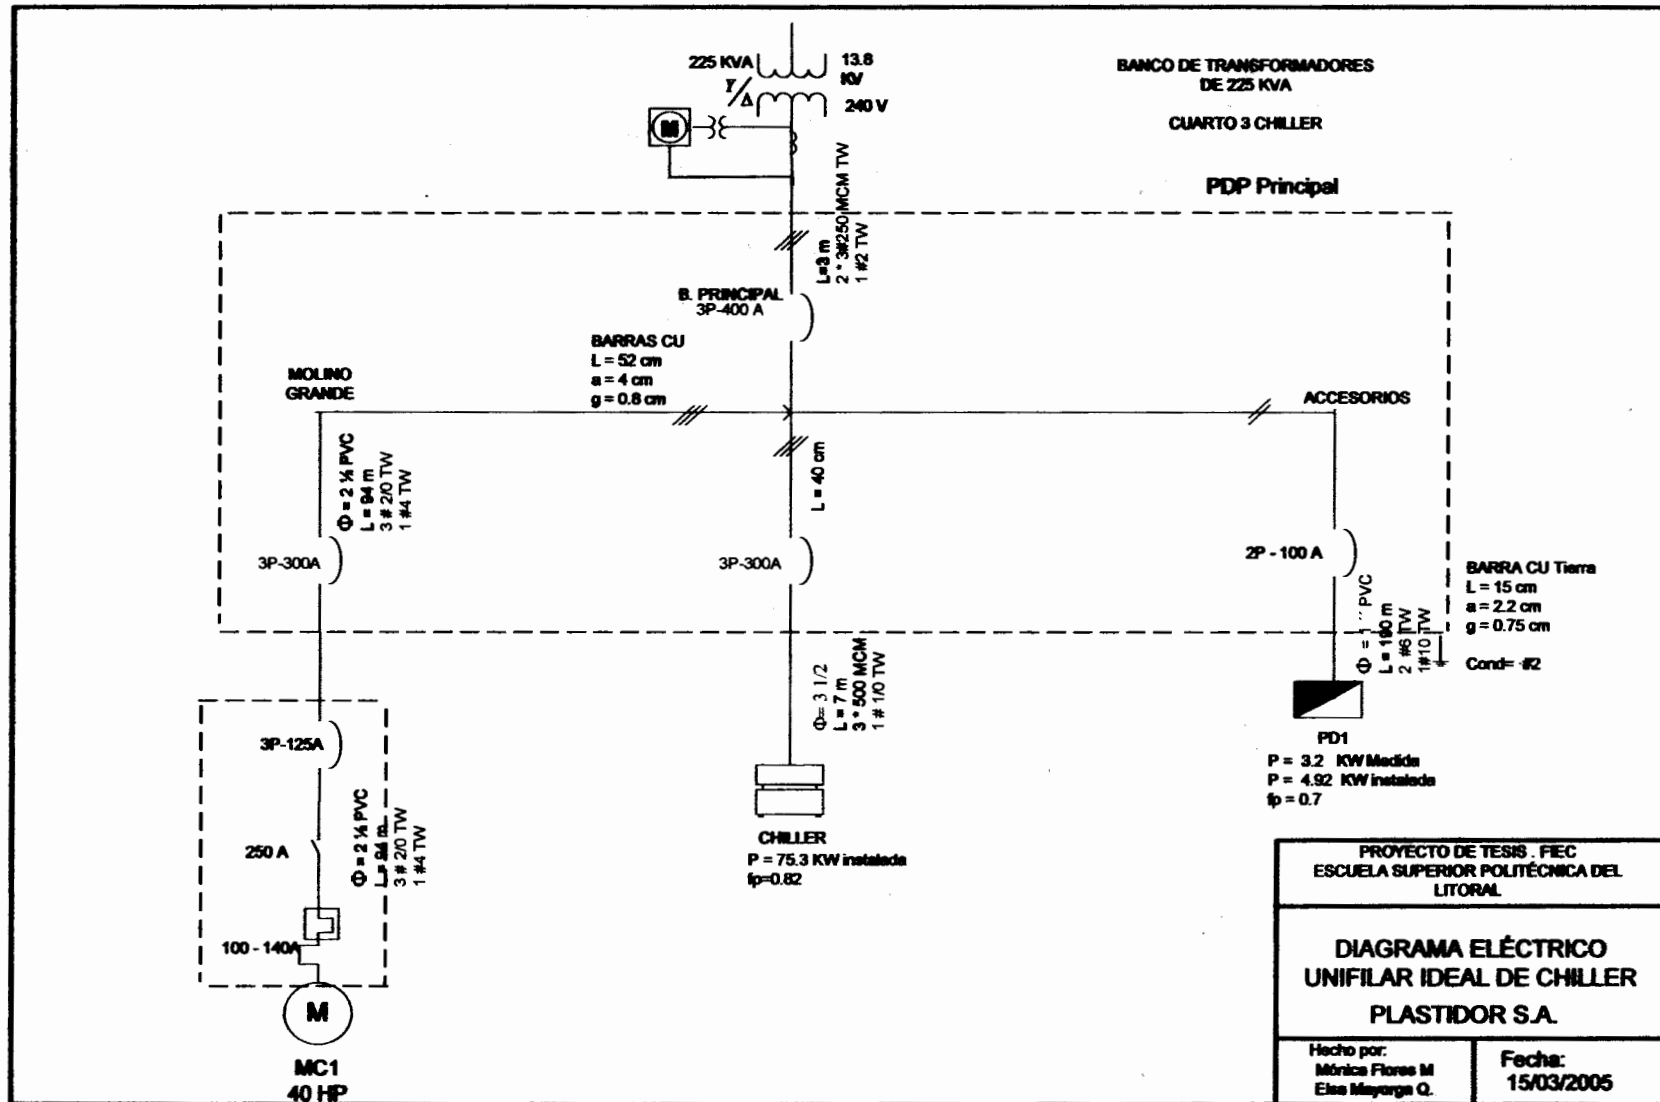 225 KVA
13.8
KV
Y/Δ
240 V
M
BANCO DE TRANSFORMADORES
DE 225 KVA
CUARTO 3 CHILLER
PDP Principal
L=3 m
2 * 3#250 MCM TW
1 #2 TW
B. PRINCIPAL
3P-400 A
BARRAS CU
L = 52 cm
a = 4 cm
g = 0.8 cm
MOLINO
GRANDE
ACCESORIOS
Φ = 2 ½ PVC
L = 94 m
3 # 2/0 TW
1 #4 TW
L = 40 cm
3P-300A
3P-300A
2P - 100 A
Φ = 1 ´´ PVC
L = 190 m
2 #6 TW
1#10 TW
BARRA CU Tierra
L = 15 cm
a = 2.2 cm
g = 0.75 cm
Cond= #2
Φ= 3 1/2
L = 7 m
3 * 500 MCM
1 # 1/0 TW
3P-125A
Φ = 2 ½ PVC
L = 94 m
3 # 2/0 TW
1 #4 TW
250 A
100 - 140A
M
MC1
40 HP
CHILLER
P = 75.3 KW instalada
fp=0.82
PD1
P = 3.2 KW Medida
P = 4.92 KW instalada
fp = 0.7
PROYECTO DE TESIS . FIEC
ESCUELA SUPERIOR POLITÉCNICA DEL
LITORAL
DIAGRAMA ELÉCTRICO
UNIFILAR IDEAL DE CHILLER
PLASTIDOR S.A.
Hecho por:
Mónica Flores M
Elsa Mayorga Q.
Fecha:
15/03/2005